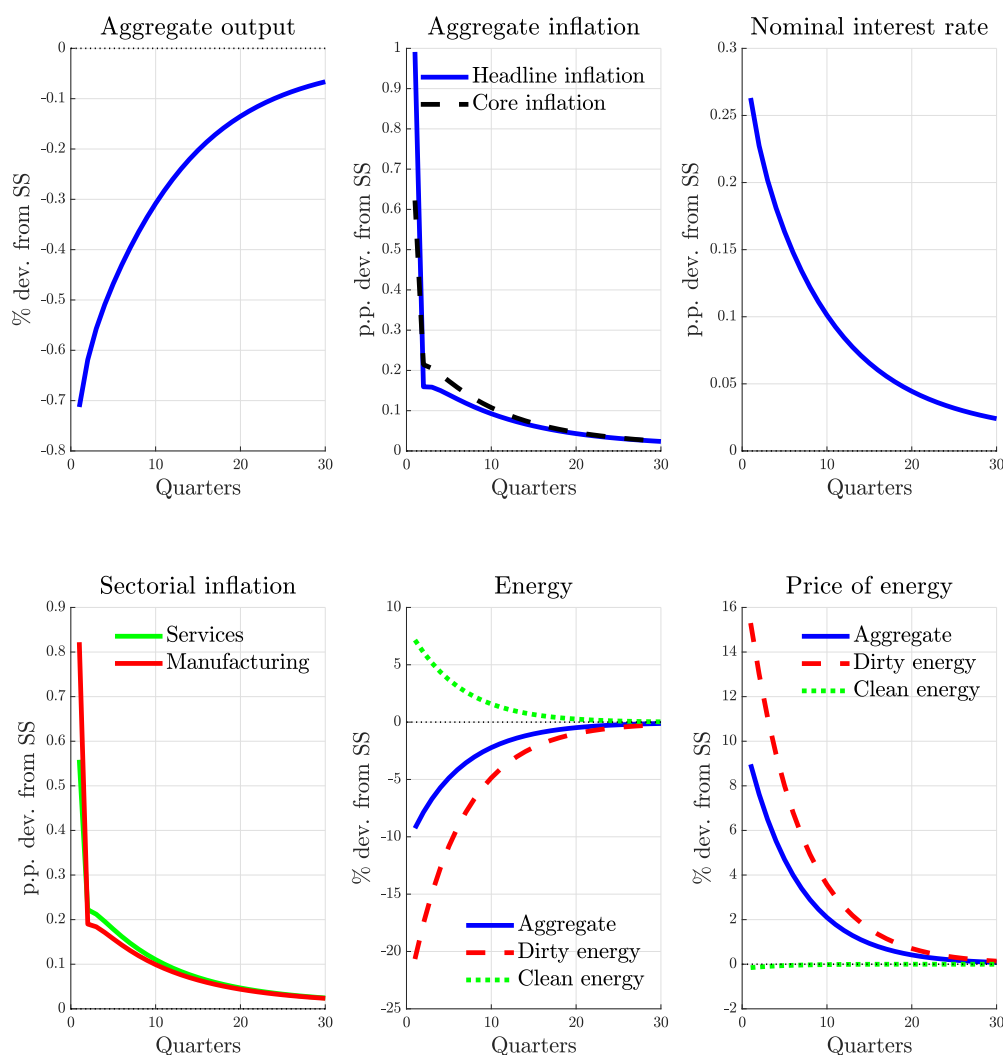 Aggregate output
% dev. from SS
0
-0.1
-0.2
-0.3
-0.4
-0.5
-0.6
-0.7
-0.8
0 10 20 30
Quarters
Aggregate inflation
p.p. dev. from SS
1
0.9
0.8
0.7
0.6
0.5
0.4
0.3
0.2
0.1
0
Headline inflation
Core inflation
0 10 20 30
Quarters
Nominal interest rate
p.p. dev. from SS
0.3
0.25
0.2
0.15
0.1
0.05
0
0 10 20 30
Quarters
Sectorial inflation
p.p. dev. from SS
0.9
0.8
0.7
0.6
0.5
0.4
0.3
0.2
0.1
0
Services
Manufacturing
0 10 20 30
Quarters
Energy
% dev. from SS
10
5
0
-5
-10
-15
-20
-25
Aggregate
Dirty energy
Clean energy
0 10 20 30
Quarters
Price of energy
% dev. from SS
16
14
12
10
8
6
4
2
0
-2
Aggregate
Dirty energy
Clean energy
0 10 20 30
Quarters